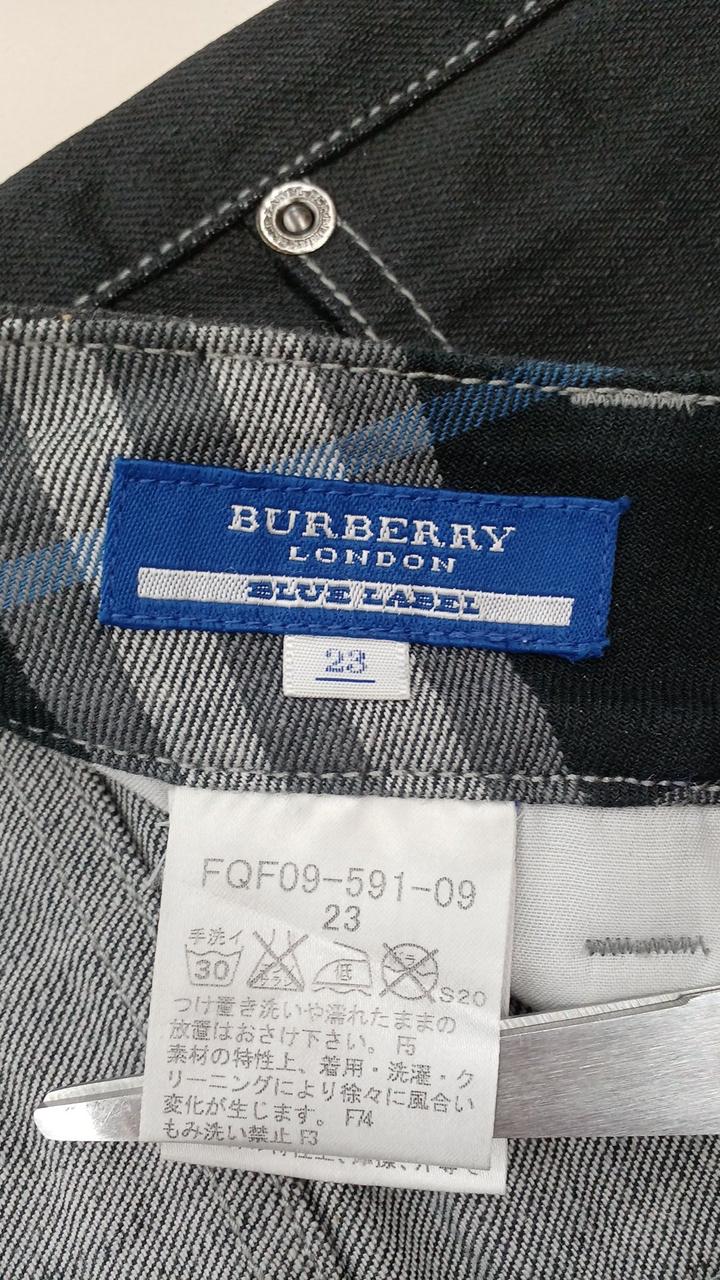 BURBERRY
LONDON
BLUE LABEL
23
FQF09-591-09
23
手洗イ
30
低
S20
つけ置き洗いや濡れたままの
放置はおさけ下さい。 F5
素材の特性上、着用・洗濯・ク
リーニングにより徐々に風合い
変化が生じます。 F74
もみ洗い禁止 F3